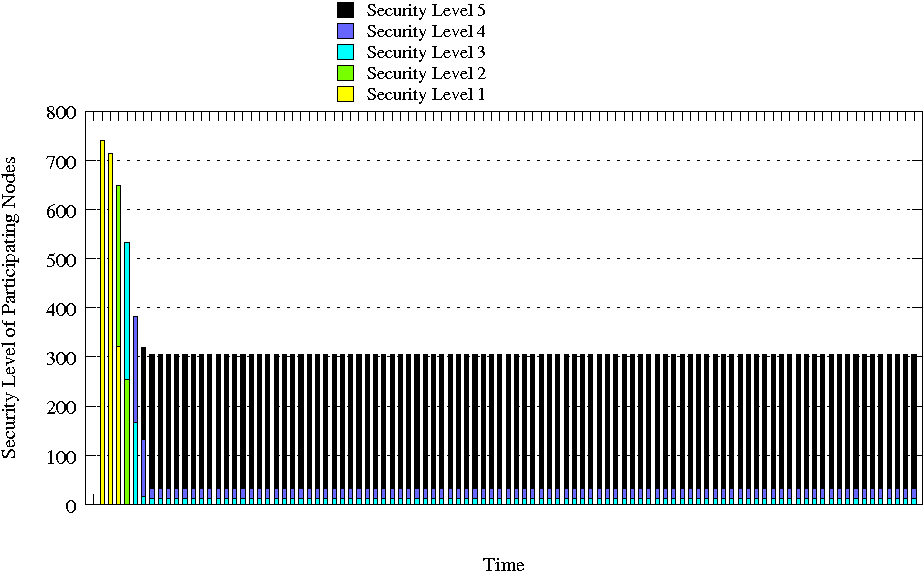 Security Level 5
Security Level 4
Security Level 3
Security Level 2
Security Level 1
800
700
600
500
400
300
200
100
0
Security Level of Participating Nodes
Time